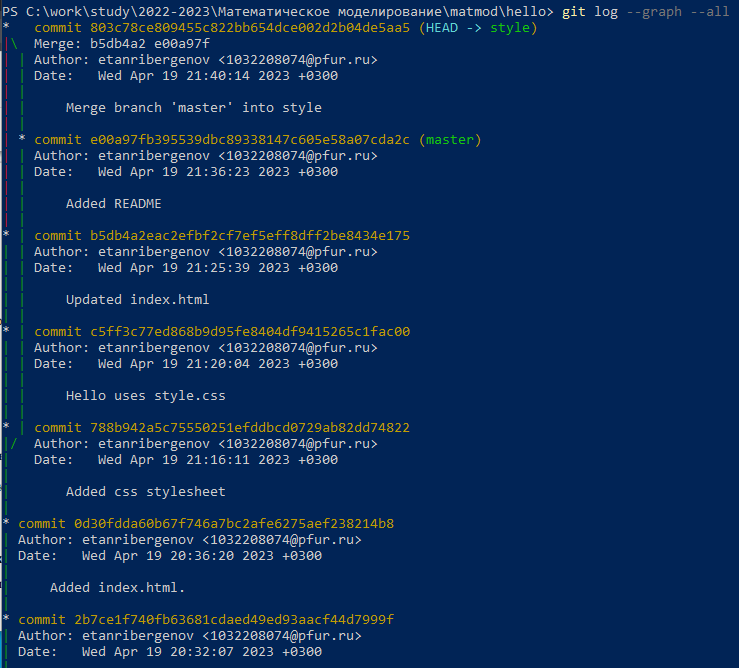 PS C:\work\study\2022-2023\Математическое моделирование\matmod\hello> git log --graph --all
*   commit 803c78ce809455c822bb654dce002d2b04de5aa5 (HEAD -> style)
|\  Merge: b5db4a2 e00a97f
| | Author: etanribergenov <1032208074@pfur.ru>
| | Date:   Wed Apr 19 21:40:14 2023 +0300
| |
| |     Merge branch 'master' into style
| |
| * commit e00a97fb395539dbc89338147c605e58a07cda2c (master)
| | Author: etanribergenov <1032208074@pfur.ru>
| | Date:   Wed Apr 19 21:36:23 2023 +0300
| |
| |     Added README
| |
* | commit b5db4a2eac2efbf2cf7ef5eff8dff2be8434e175
| | Author: etanribergenov <1032208074@pfur.ru>
| | Date:   Wed Apr 19 21:25:39 2023 +0300
| |
| |     Updated index.html
| |
* | commit c5ff3c77ed868b9d95fe8404df9415265c1fac00
| | Author: etanribergenov <1032208074@pfur.ru>
| | Date:   Wed Apr 19 21:20:04 2023 +0300
| |
| |     Hello uses style.css
| |
* | commit 788b942a5c75550251efddbcd0729ab82dd74822
|/  Author: etanribergenov <1032208074@pfur.ru>
|   Date:   Wed Apr 19 21:16:11 2023 +0300
|
|       Added css stylesheet
|
* commit 0d30fdda60b67f746a7bc2afe6275aef238214b8
| Author: etanribergenov <1032208074@pfur.ru>
| Date:   Wed Apr 19 20:36:20 2023 +0300
|
|     Added index.html.
|
* commit 2b7ce1f740fb63681cdaed49ed93aacf44d7999f
| Author: etanribergenov <1032208074@pfur.ru>
| Date:   Wed Apr 19 20:32:07 2023 +0300